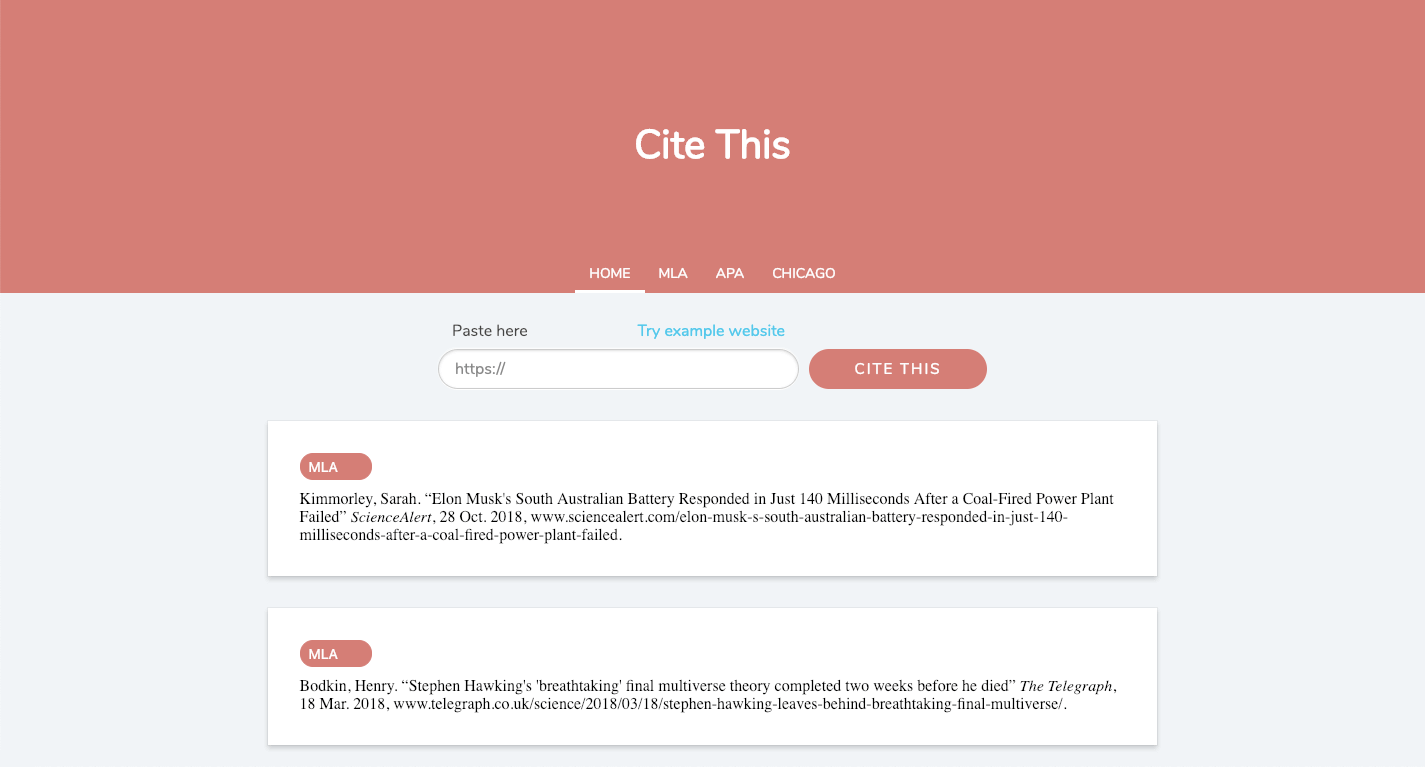 Cite This
HOME MLA APA CHICAGO
Paste here Try example website
https:// CITE THIS
MLA
Kimmorley, Sarah. “Elon Musk's South Australian Battery Responded in Just 140 Milliseconds After a Coal-Fired Power Plant
Failed” ScienceAlert, 28 Oct. 2018, www.sciencealert.com/elon-musk-s-south-australian-battery-responded-in-just-140-
milliseconds-after-a-coal-fired-power-plant-failed.
MLA
Bodkin, Henry. “Stephen Hawking's 'breathtaking' final multiverse theory completed two weeks before he died” The Telegraph,
18 Mar. 2018, www.telegraph.co.uk/science/2018/03/18/stephen-hawking-leaves-behind-breathtaking-final-multiverse/.